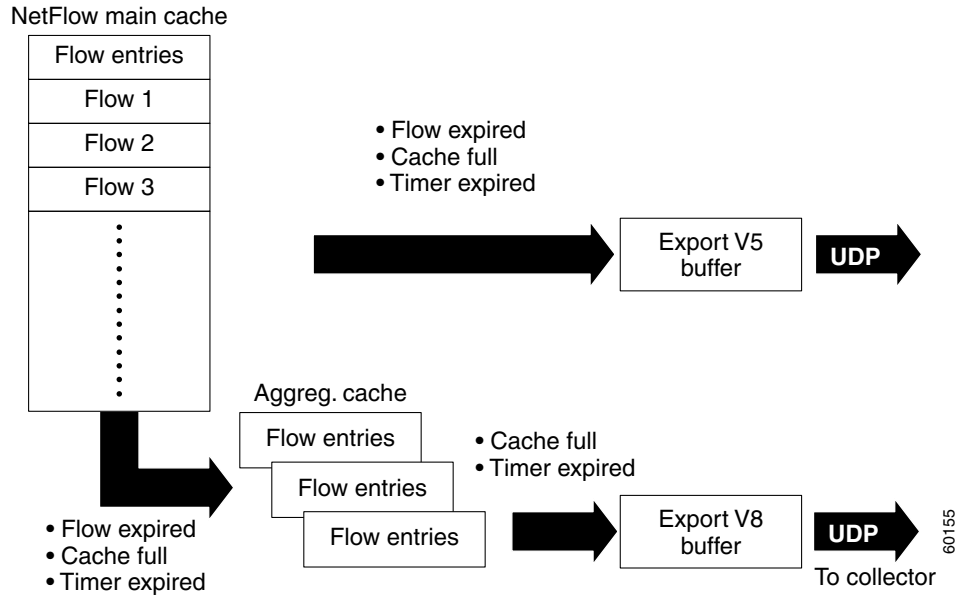 NetFlow main cache
Flow entries
Flow 1
Flow 2
Flow 3
• Flow expired
• Cache full
• Timer expired
Export V5
buffer
UDP
Aggreg. cache
Flow entries
Flow entries
Flow entries
• Cache full
• Timer expired
Export V8
buffer
UDP
To collector
• Flow expired
• Cache full
• Timer expired
60155